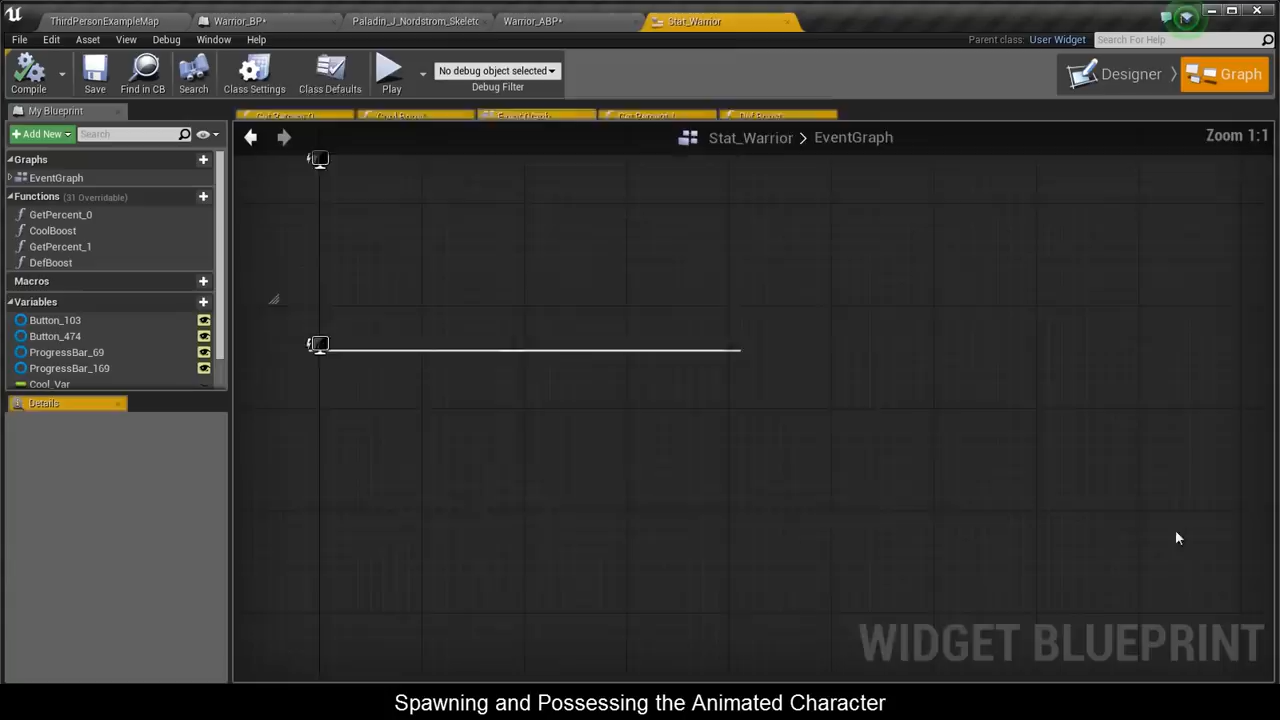 ThirdPersonExampleMap
Warrior_BP*
Paladin_J_Nordstrom_Skeletc
Warrior_ABP*
Stat_Warrior
File Edit Asset View Debug Window Help
Parent class: User Widget
Search For Help
Compile
Save
Find in CB
Search
Class Settings
Class Defaults
Play
No debug object selected
Debug Filter
Designer
Graph
My Blueprint
EventGraph
+ Add New
Search
Stat_Warrior > EventGraph
Zoom 1:1
Graphs
EventGraph
Functions (31 Overridable)
GetPercent_0
CoolBoost
GetPercent_1
DefBoost
Macros
Variables
Button_103
Button_474
ProgressBar_69
ProgressBar_169
Cool_Var
Details
WIDGET BLUEPRINT
Spawning and Possessing the Animated Character